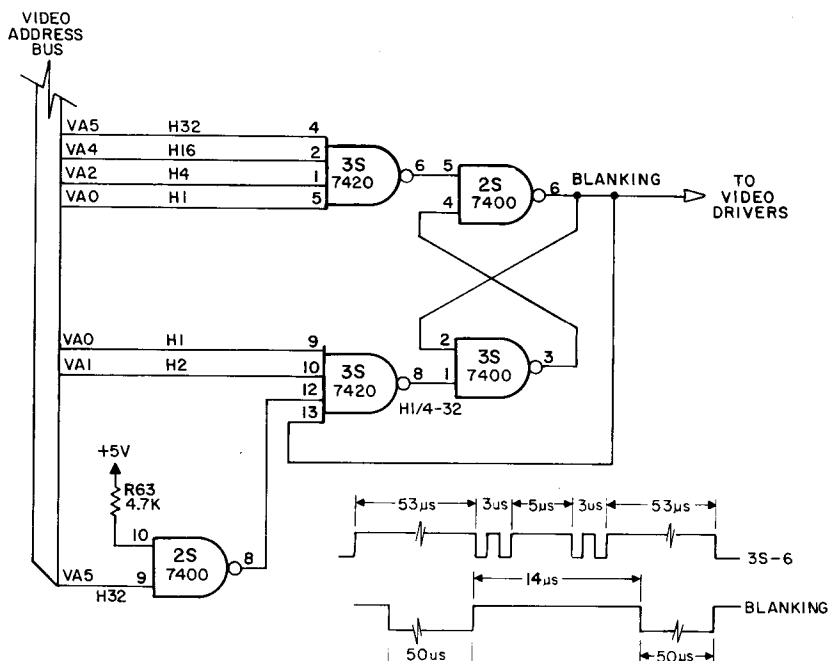 VIDEO
ADDRESS
BUS
VA5 H32 4
VA4 H16 2
VA2 H4 1
VA0 H1 5
3S
7420
6 5
4
2S
7400
6
BLANKING
TO
VIDEO
DRIVERS
VA0 H1 9
VA1 H2 10
12
13
3S
7420
8 1
H1/4-32
2
3S
7400
3
+5V
R63
4.7K
10
2S
7400
8
VA5 9
H32
53µs 3us 5µs 3us 53µs
3S-6
14µs
BLANKING
50us 50µs